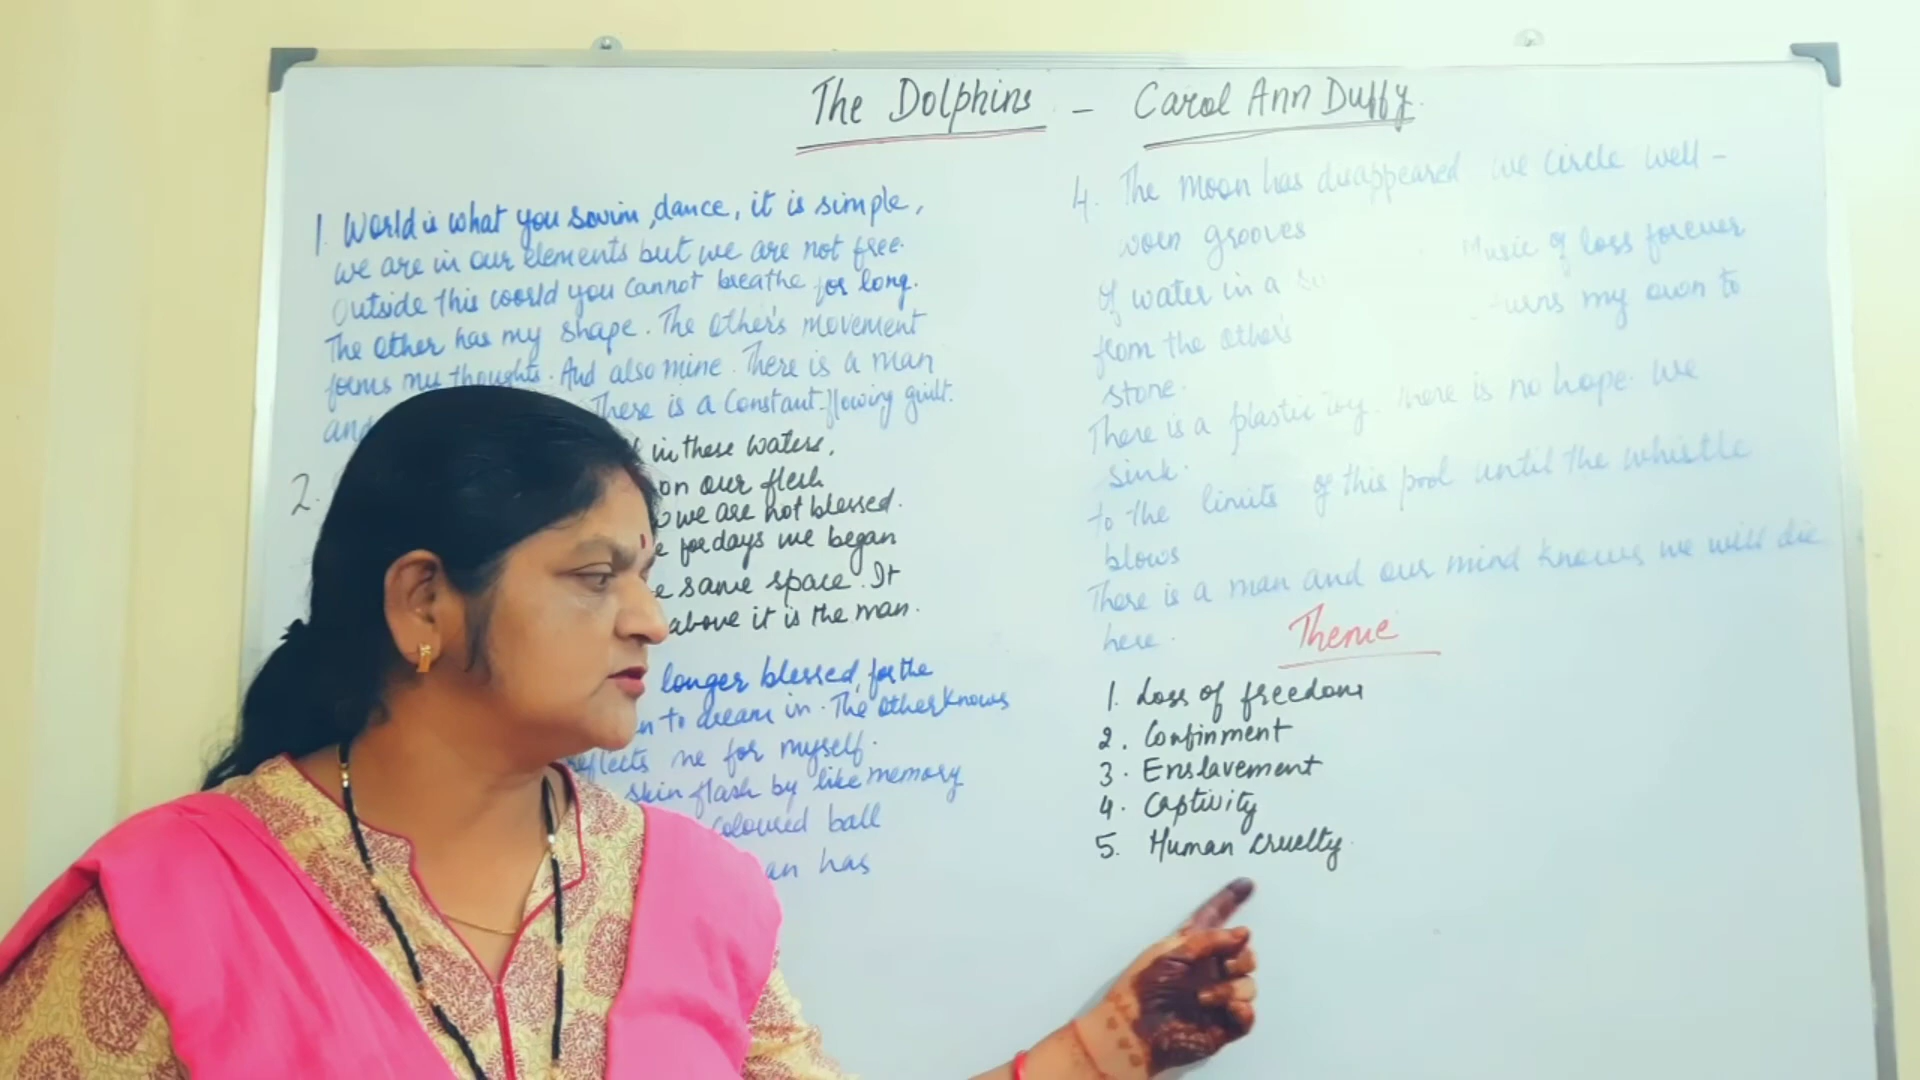 The Dolphins - Carol Ann Duffy.
1. World is what you swim, dance, it is simple,
we are in our elements but we are not free.
Outside this world you cannot breathe for long.
The Other has my shape. The Other's movement
forms my thoughts. And also mine. There is a man
and There is a Constant flowing guilt.
2. in these waters,
on our flesh
we are not blessed.
for days we began
same space. It
above it is the man.
longer blessed, for the
to dream in. The other knows
reflects me for myself.
skin flash by like memory
Coloured ball
has
4. The Moon has disappeared we circle well-
worn grooves
Of water in a Music of loss forever
from the other's my own to
stone.
There is a plastic toy. There is no hope. We
sink.
to the limits of this pool until the whistle
blows
There is a man and our mind knows we will die
here.
Theme
1. Loss of freedom
2. Confinment
3. Enslavement
4. Captivity
5. Human cruelty.